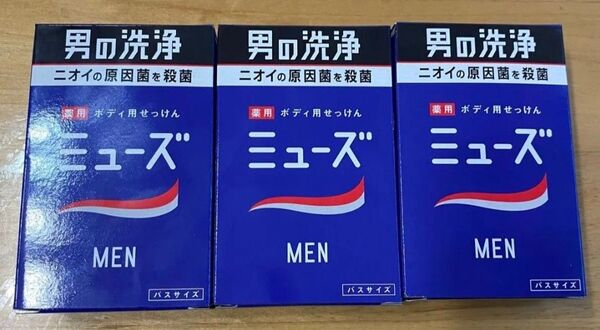 男の洗浄
ニオイの原因菌を殺菌
薬用 ボディ用せっけん
ミューズ
MEN
バスサイズ
男の洗浄
ニオイの原因菌を殺菌
薬用 ボディ用せっけん
ミューズ
MEN
バスサイズ
男の洗浄
ニオイの原因菌を殺菌
薬用 ボディ用せっけん
ミューズ
MEN
バスサイズ